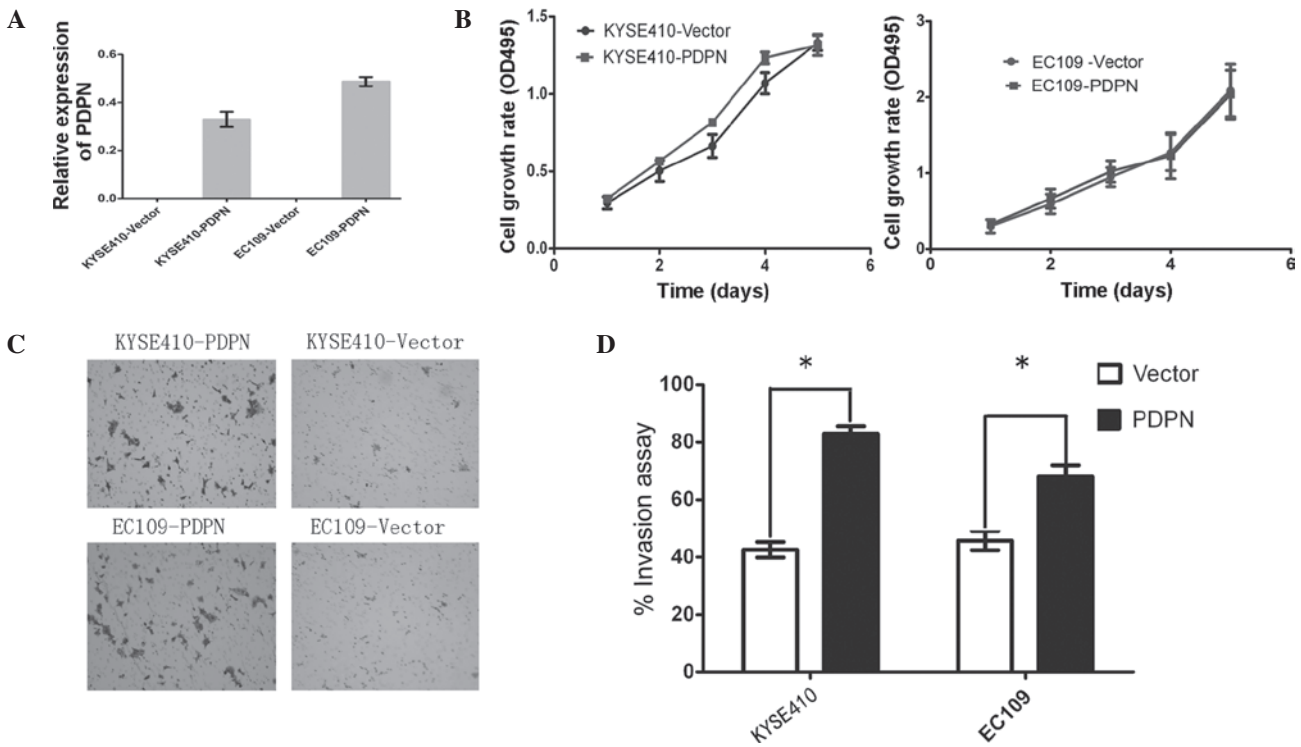 A
Relative expression
of PDPN
0.6
0.4
0.2
0.0
KYSE410-Vector
KYSE410-PDPN
EC109-Vector
EC109-PDPN
B
Cell growth rate (OD495)
1.5
1.0
0.5
0.0
KYSE410-Vector
KYSE410-PDPN
0 2 4 6
Time (days)
Cell growth rate (OD495)
3
2
1
0
EC109 -Vector
EC109-PDPN
0 2 4 6
Time (days)
C
KYSE410-PDPN
KYSE410-Vector
EC109-PDPN
EC109-Vector
D
% Invasion assay
100
80
60
40
20
0
*
*
Vector
PDPN
KYSE410
EC109